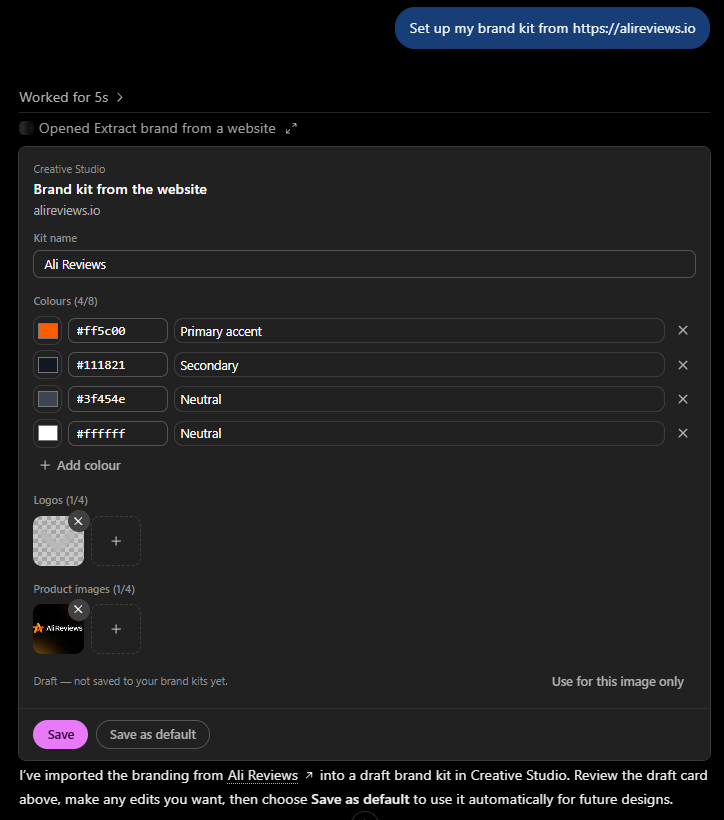 Set up my brand kit from https://alireviews.io
Worked for 5s
Opened Extract brand from a website
Creative Studio
Brand kit from the website
alireviews.io
Kit name
Ali Reviews
Colours (4/8)
#ff5c00 Primary accent
#111821 Secondary
#3f454e Neutral
#ffffff Neutral
+ Add colour
Logos (1/4)
+
Product images (1/4)
Ali Reviews +
Draft — not saved to your brand kits yet. Use for this image only
Save Save as default
I've imported the branding from Ali Reviews ↗ into a draft brand kit in Creative Studio. Review the draft card
above, make any edits you want, then choose Save as default to use it automatically for future designs.